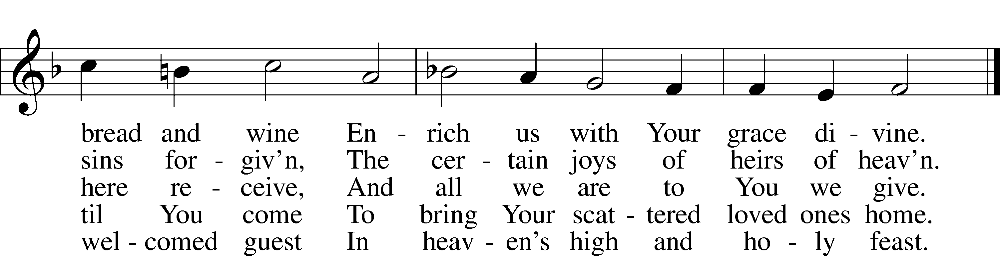 bread and wine En - rich us with Your grace di - vine.
sins for - giv’n, The cer - tain joys of heirs of heav’n.
here re - ceive, And all we are to You we give.
til You come To bring Your scat - tered loved ones home.
wel - comed guest In heav - en’s high and ho - ly feast.